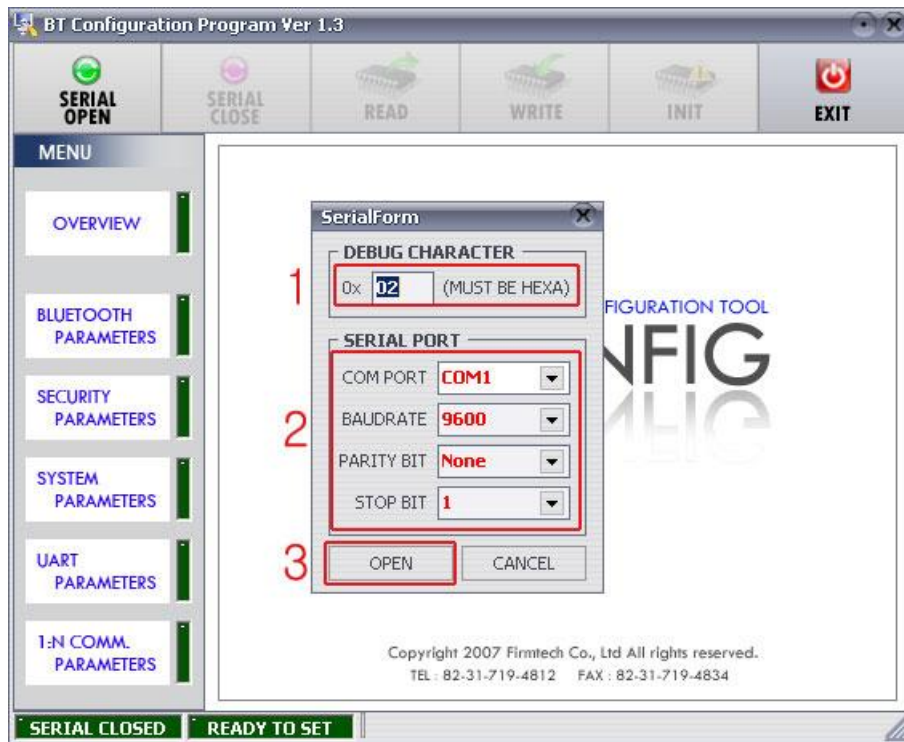 BT Configuration Program Ver 1.3
SERIAL OPEN
SERIAL CLOSE
READ
WRITE
INIT
EXIT
MENU
OVERVIEW
BLUETOOTH
PARAMETERS
SECURITY
PARAMETERS
SYSTEM
PARAMETERS
UART
PARAMETERS
1:N COMM.
PARAMETERS
SerialForm
DEBUG CHARACTER
1
0x 02 (MUST BE HEXA)
SERIAL PORT
2
COM PORT COM1
BAUDRATE 9600
PARITY BIT None
STOP BIT 1
3
OPEN CANCEL
FIGURATION TOOL
NFIG
Copyright 2007 Firmtech Co., Ltd All rights reserved.
TEL : 82-31-719-4812 FAX : 82-31-719-4834
SERIAL CLOSED READY TO SET